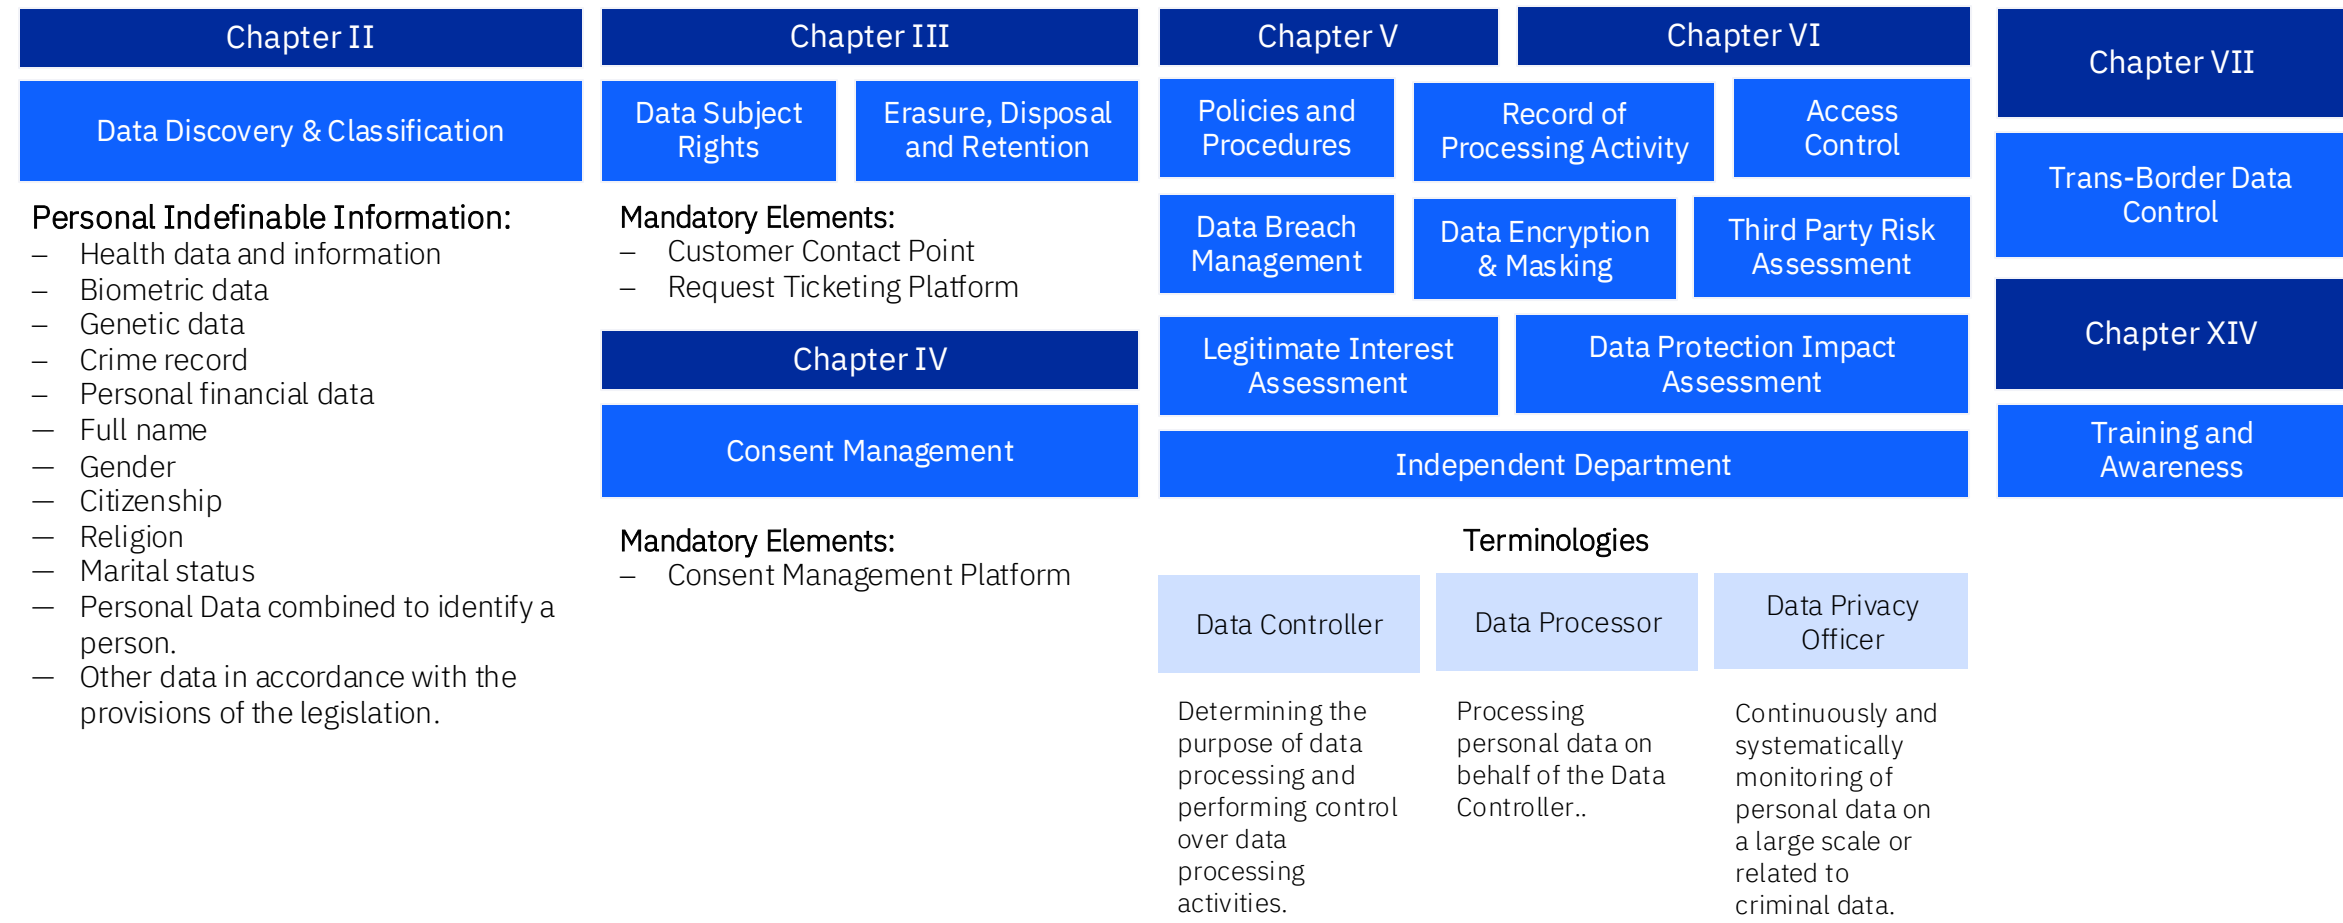 Chapter II
Data Discovery & Classification
Personal Indefinable Information:
– Health data and information
– Biometric data
– Genetic data
– Crime record
– Personal financial data
— Full name
— Gender
— Citizenship
— Religion
— Marital status
— Personal Data combined to identify a
person.
— Other data in accordance with the
provisions of the legislation.
Chapter III
Data Subject
Rights
Erasure, Disposal
and Retention
Mandatory Elements:
– Customer Contact Point
– Request Ticketing Platform
Chapter IV
Consent Management
Mandatory Elements:
– Consent Management Platform
Chapter V
Chapter VI
Policies and
Procedures
Record of
Processing Activity
Access
Control
Data Breach
Management
Data Encryption
& Masking
Third Party Risk
Assessment
Legitimate Interest
Assessment
Data Protection Impact
Assessment
Independent Department
Terminologies
Data Controller
Determining the
purpose of data
processing and
performing control
over data
processing
activities.
Data Processor
Processing
personal data on
behalf of the Data
Controller..
Data Privacy
Officer
Continuously and
systematically
monitoring of
personal data on
a large scale or
related to
criminal data.
Chapter VII
Trans-Border Data
Control
Chapter XIV
Training and
Awareness